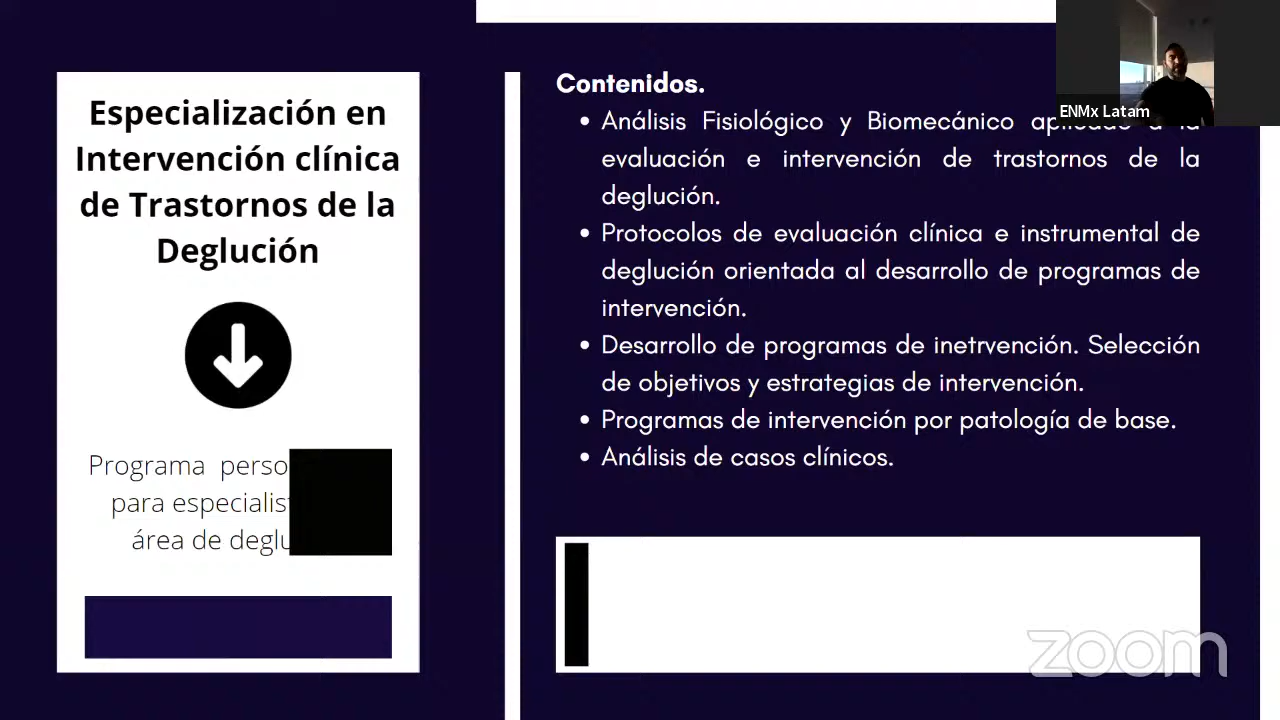 Especialización en
Intervención clínica
de Trastornos de la
Deglución
Programa
para
área de
Contenidos.
Análisis Fisiológico y Biomecánico aplicado a la
evaluación e intervención de trastornos de la
deglución.
Protocolos de evaluación clínica e instrumental de
deglución orientada al desarrollo de programas de
intervención.
Desarrollo de programas de inetrvención. Selección
de objetivos y estrategias de intervención.
Programas de intervención por patología de base.
Análisis de casos clínicos.
ENMx Latam
zoom